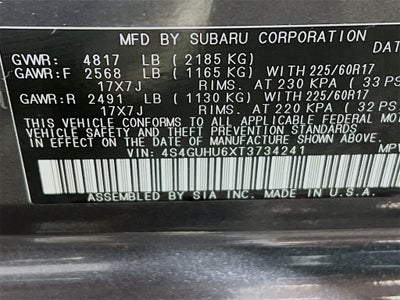 MFD BY SUBARU CORPORATION DAT
GVWR: 4817 LB ( 2185 KG)
GAWR:F 2568 LB ( 1165 KG) WITH 225/60R17
17X7J RIMS, AT 230 KPA ( 33 PS
GAWR:R 2491 LB ( 1130 KG) WITH 225/60R17
17X7J RIMS, AT 220 KPA ( 32 PS
THIS VEHICLE CONFORMS TO ALL APPLICABLE FEDERAL MOT
SAFETY, BUMPER, AND THEFT PREVENTION STANDARDS
IN EFFECT ON THE DATE OF MANUFACTURE SHOWN ABOVE.
VIN: 4S4GUHU6XT3734241 MPV
ASSEMBLED BY SIA, INC. MADE IN U.S.A.